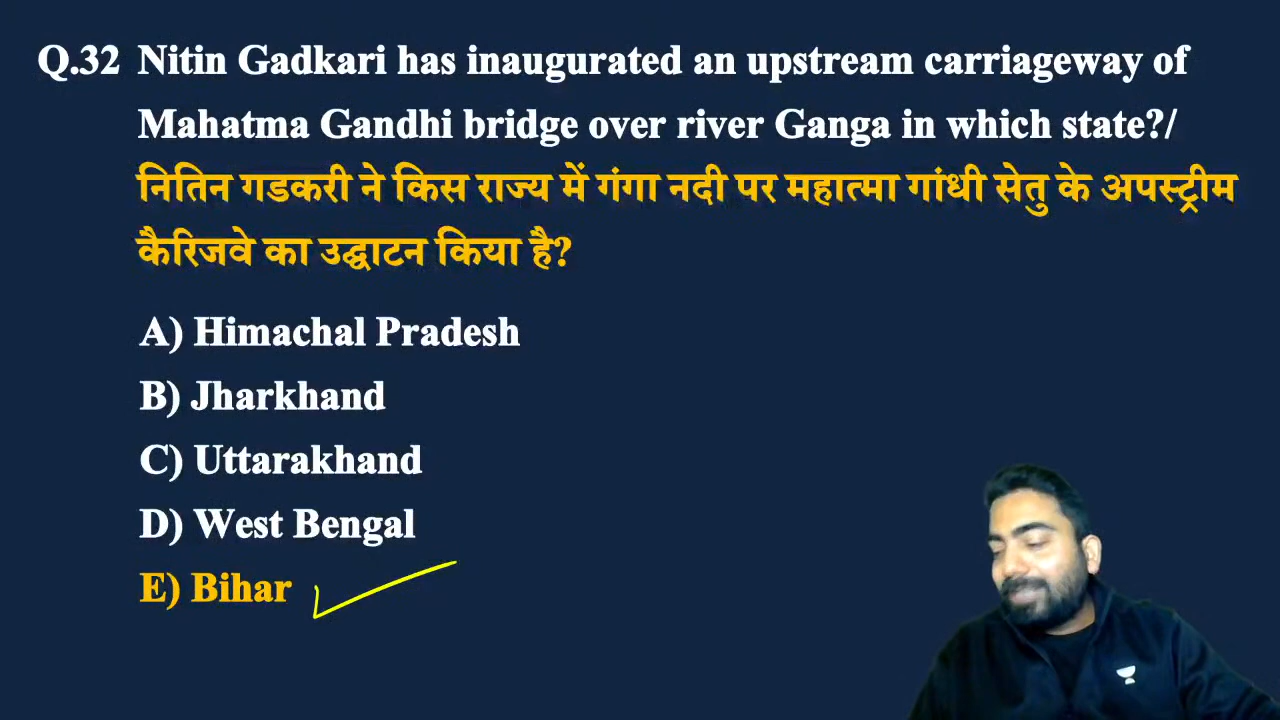 Q.32 Nitin Gadkari has inaugurated an upstream carriageway of
Mahatma Gandhi bridge over river Ganga in which state?/
नितिन गडकरी ने किस राज्य में गंगा नदी पर महात्मा गांधी सेतु के अपस्ट्रीम
कैरिजवे का उद्घाटन किया है?
A) Himachal Pradesh
B) Jharkhand
C) Uttarakhand
D) West Bengal
E) Bihar